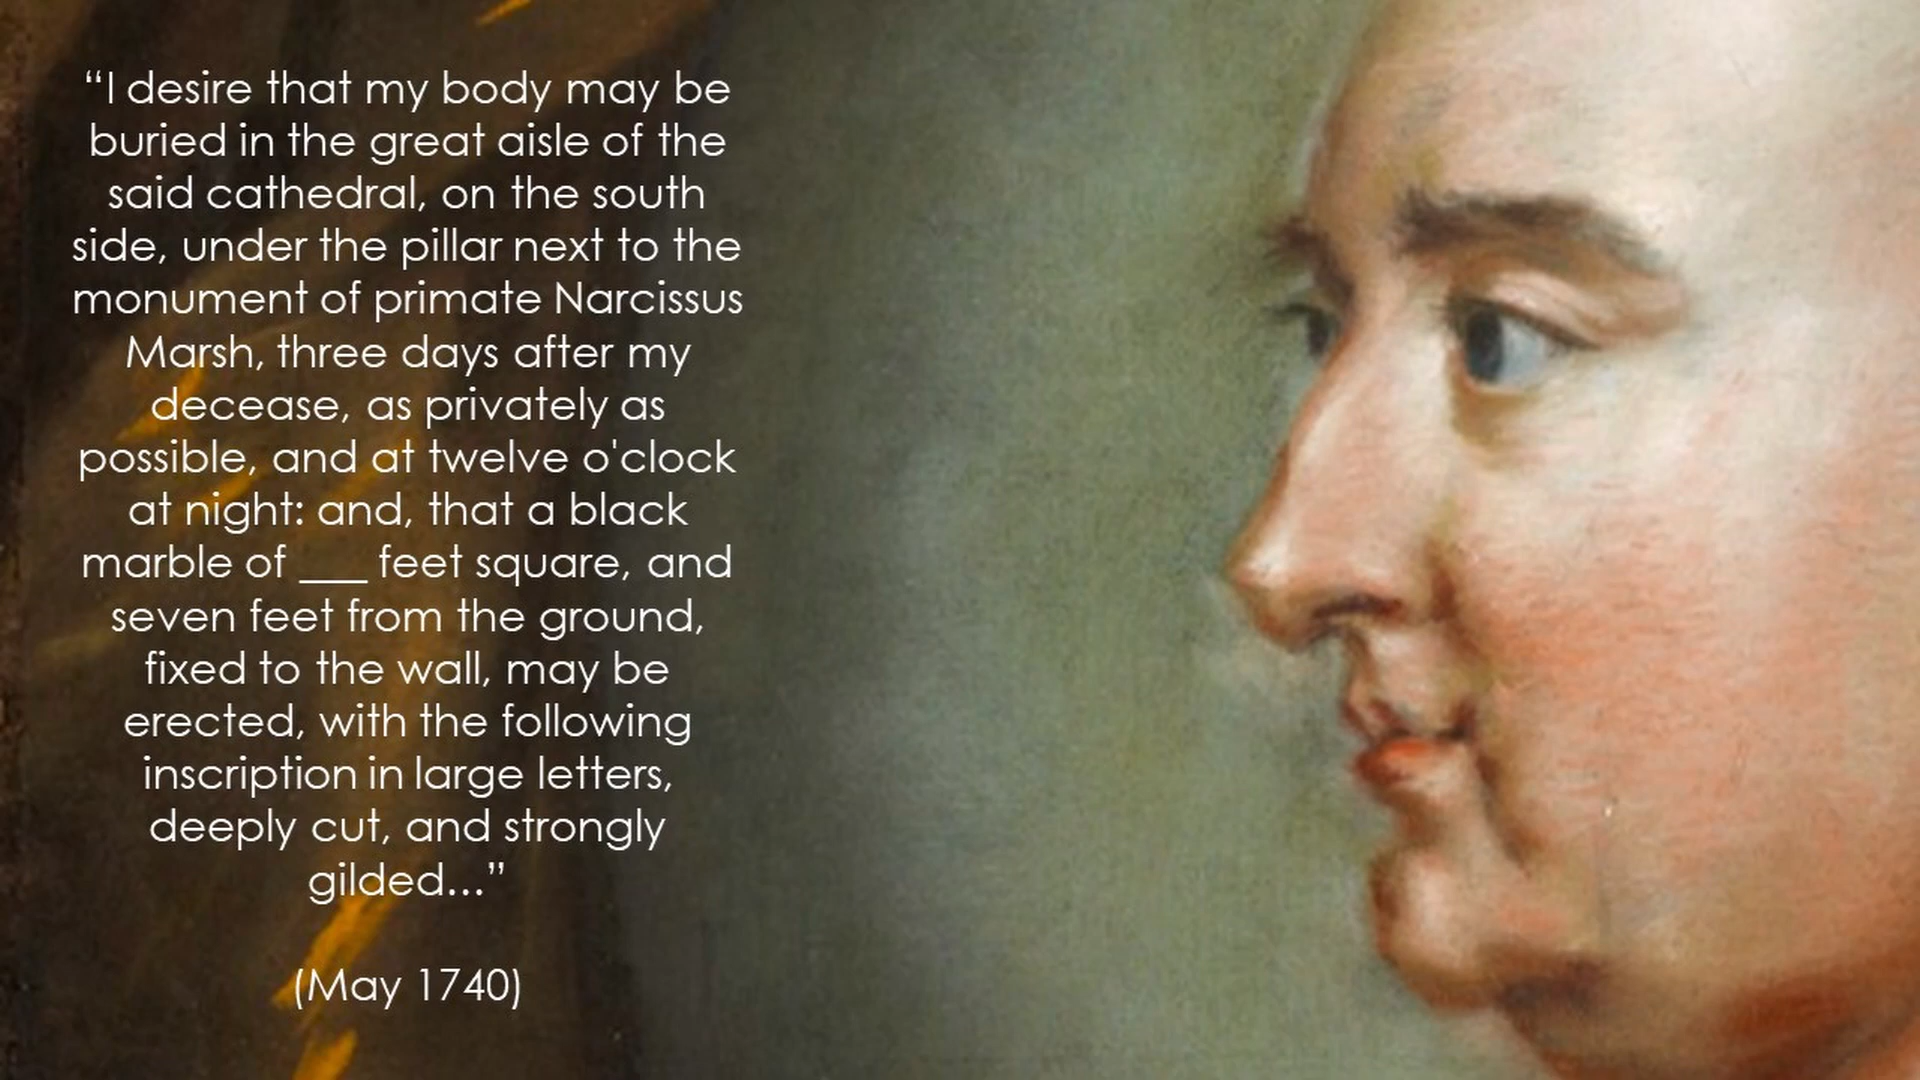 “I desire that my body may be
buried in the great aisle of the
said cathedral, on the south
side, under the pillar next to the
monument of primate Narcissus
Marsh, three days after my
decease, as privately as
possible, and at twelve o'clock
at night: and, that a black
marble of ___ feet square, and
seven feet from the ground,
fixed to the wall, may be
erected, with the following
inscription in large letters,
deeply cut, and strongly
gilded...”
(May 1740)